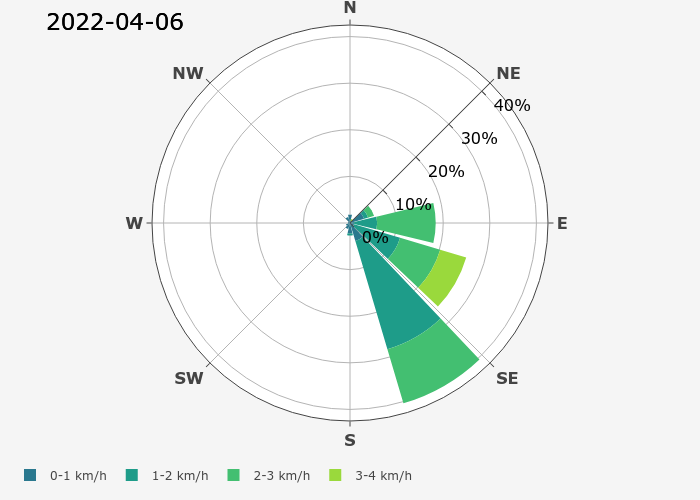 2022-04-06
N
NW
NE
40%
30%
20%
10%
W
0%
E
SW
SE
S
0-1 km/h
1-2 km/h
2-3 km/h
3-4 km/h